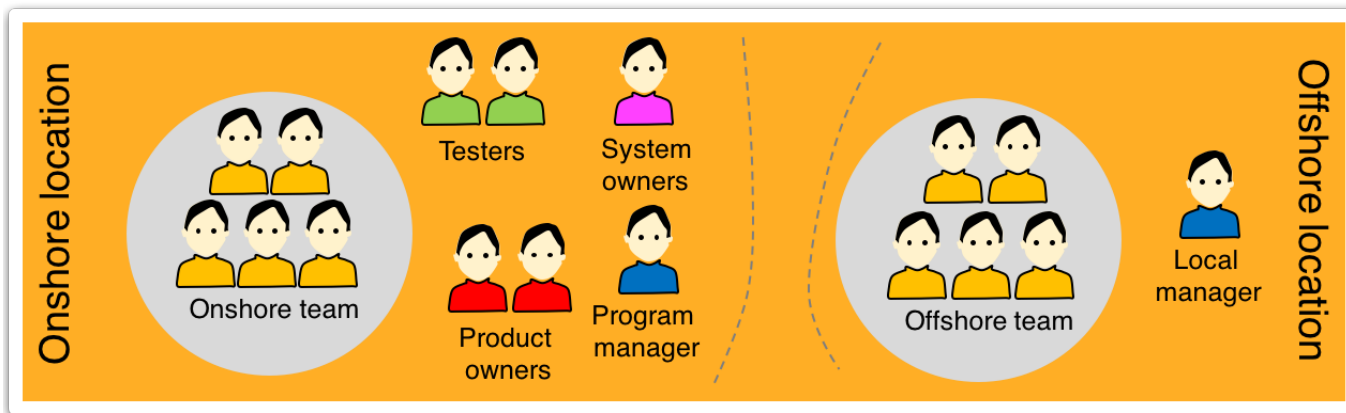 Onshore location
Onshore team
Testers
System
owners
Product
owners
Program
manager
Offshore team
Local
manager
Offshore location